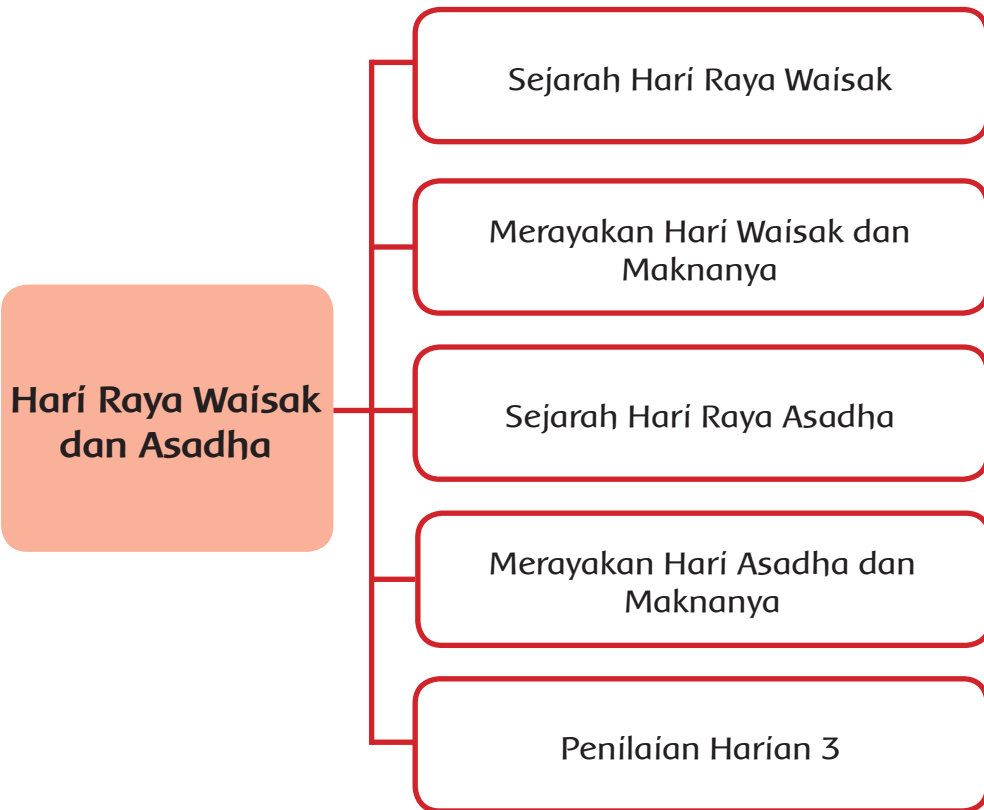 Hari Raya Waisak
dan Asadha
Sejarah Hari Raya Waisak
Merayakan Hari Waisak dan
Maknanya
Sejarah Hari Raya Asadha
Merayakan Hari Asadha dan
Maknanya
Penilaian Harian 3